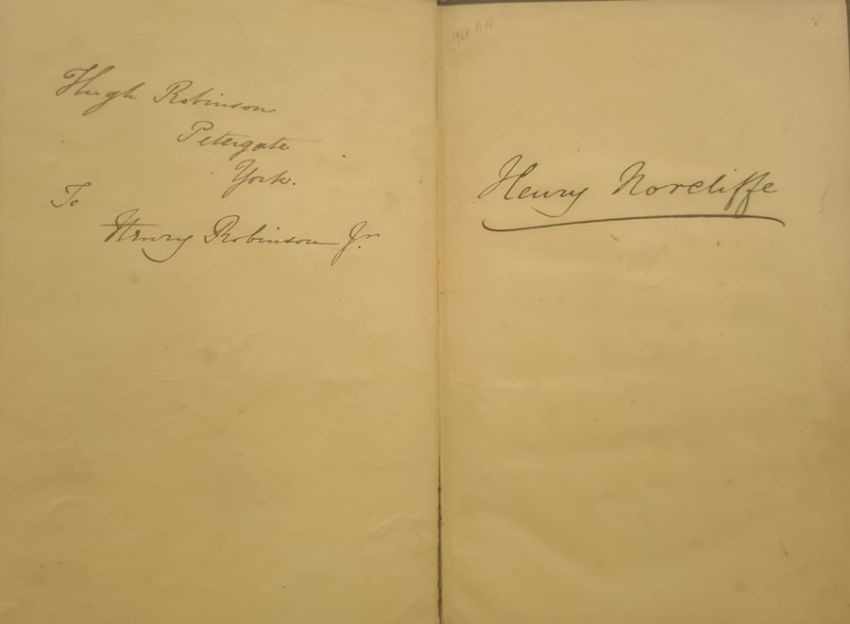 Hugh Robinson
Petergate
York.
To
Henry Robinson Jr.
Henry Norcliffe